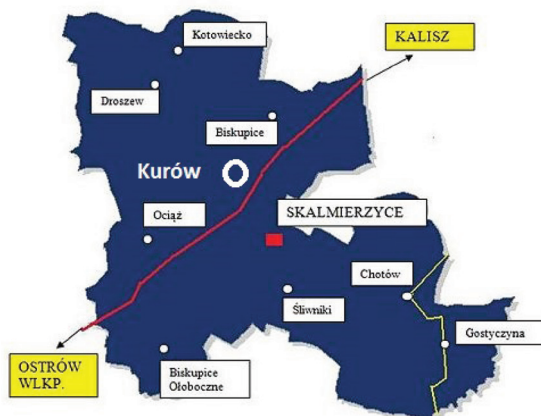 Kotowiecko
KALISZ
Droszew
Biskupice
Kurów
Ociąż
SKALMIERZYCE
Chotów
Śliwniki
Gostyczyna
OSTRÓW
WLKP.
Biskupice
Ołoboczne